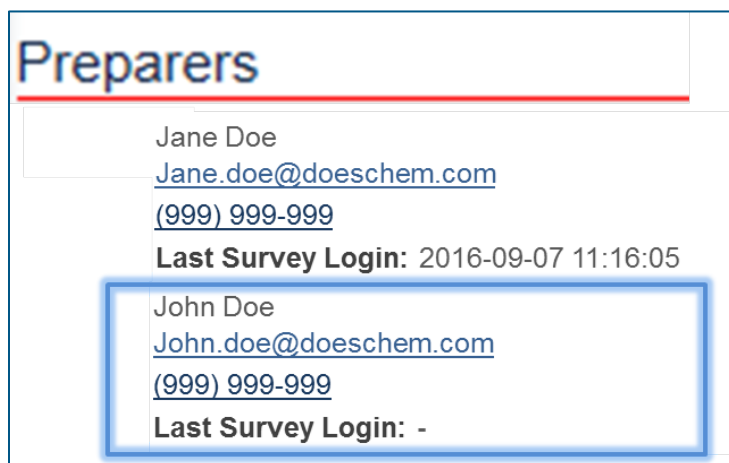 Preparers
Jane Doe
Jane.doe@doeschem.com
(999) 999-999
Last Survey Login: 2016-09-07 11:16:05
John Doe
John.doe@doeschem.com
(999) 999-999
Last Survey Login: -